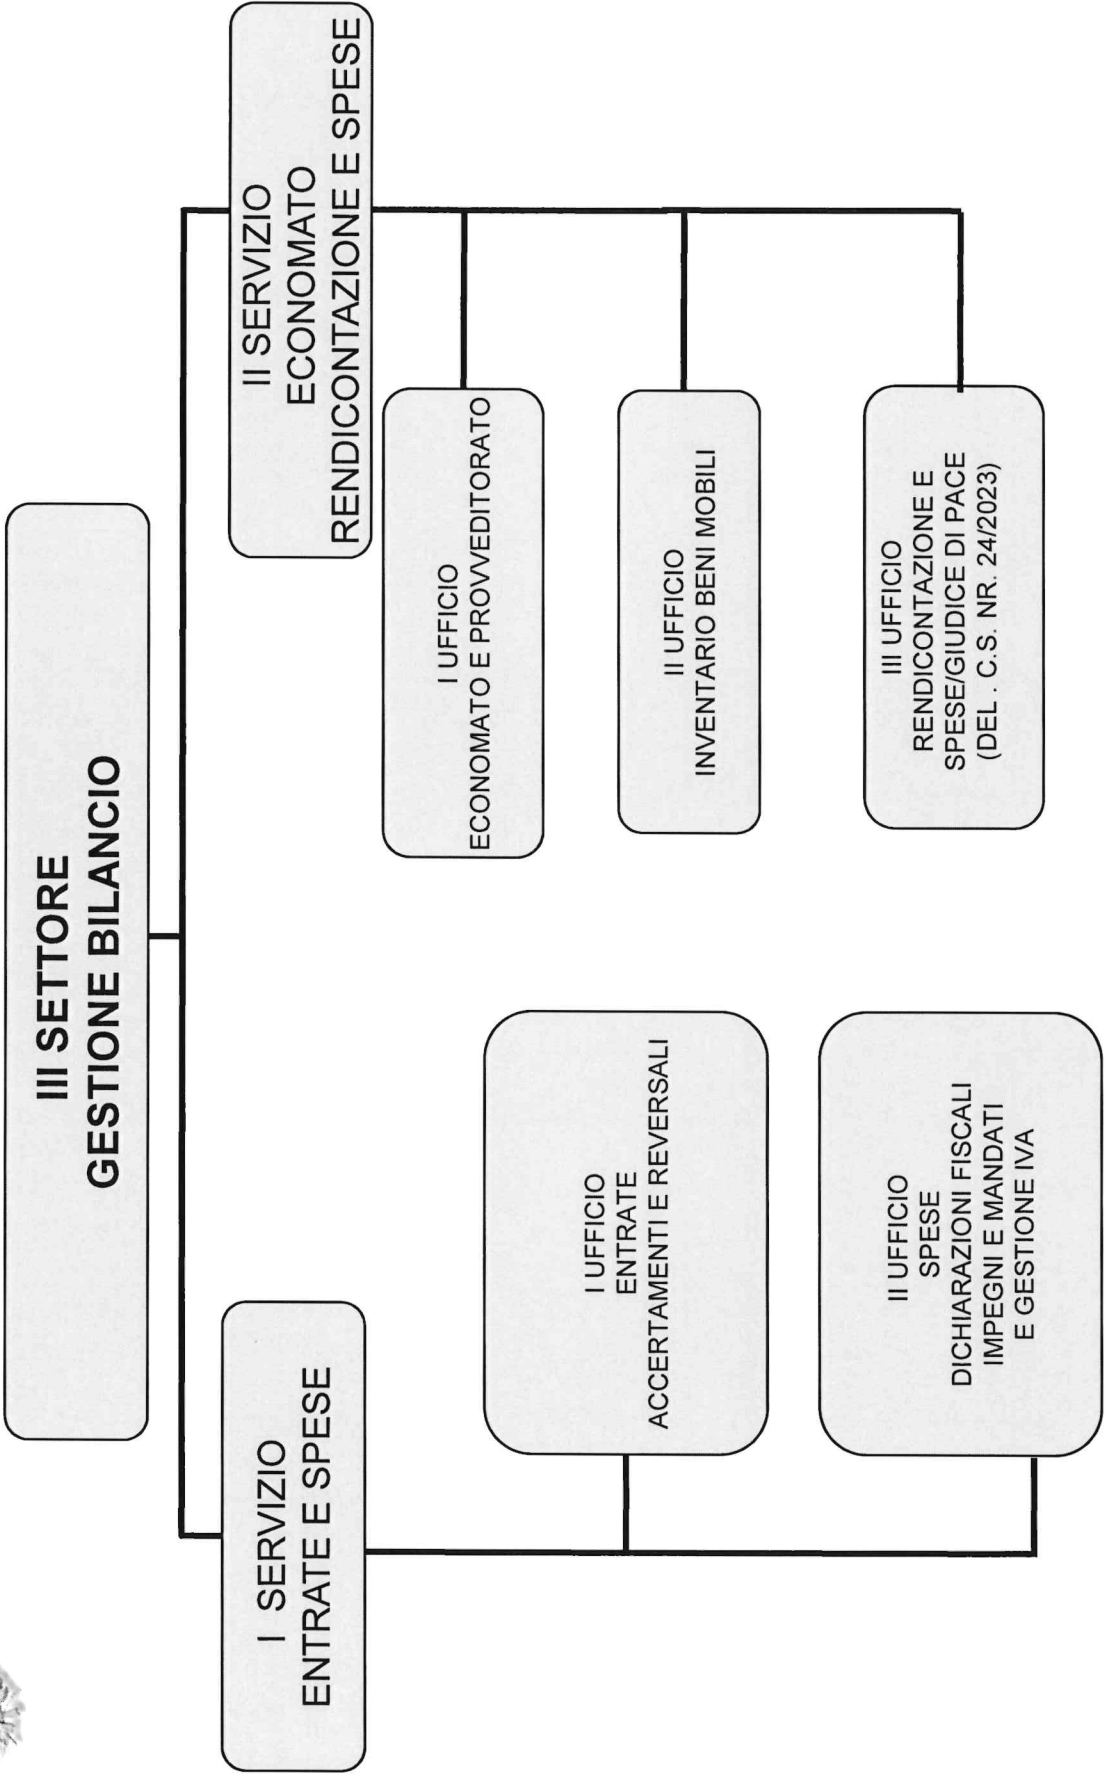 III SETTORE
GESTIONE BILANCIO
I SERVIZIO
ENTRATE E SPESE
I UFFICIO
ENTRATE
ACCERTAMENTI E REVERSALI
II UFFICIO
SPESE
DICHIARAZIONI FISCALI
IMPEGNI E MANDATI
E GESTIONE IVA
II SERVIZIO
ECONOMATO
RENDICONTAZIONE E SPESE
I UFFICIO
ECONOMATO E PROVVEDITORATO
II UFFICIO
INVENTARIO BENI MOBILI
III UFFICIO
RENDICONTAZIONE E
SPESE/GIUDICE DI PACE
(DEL . C.S. NR. 24/2023)